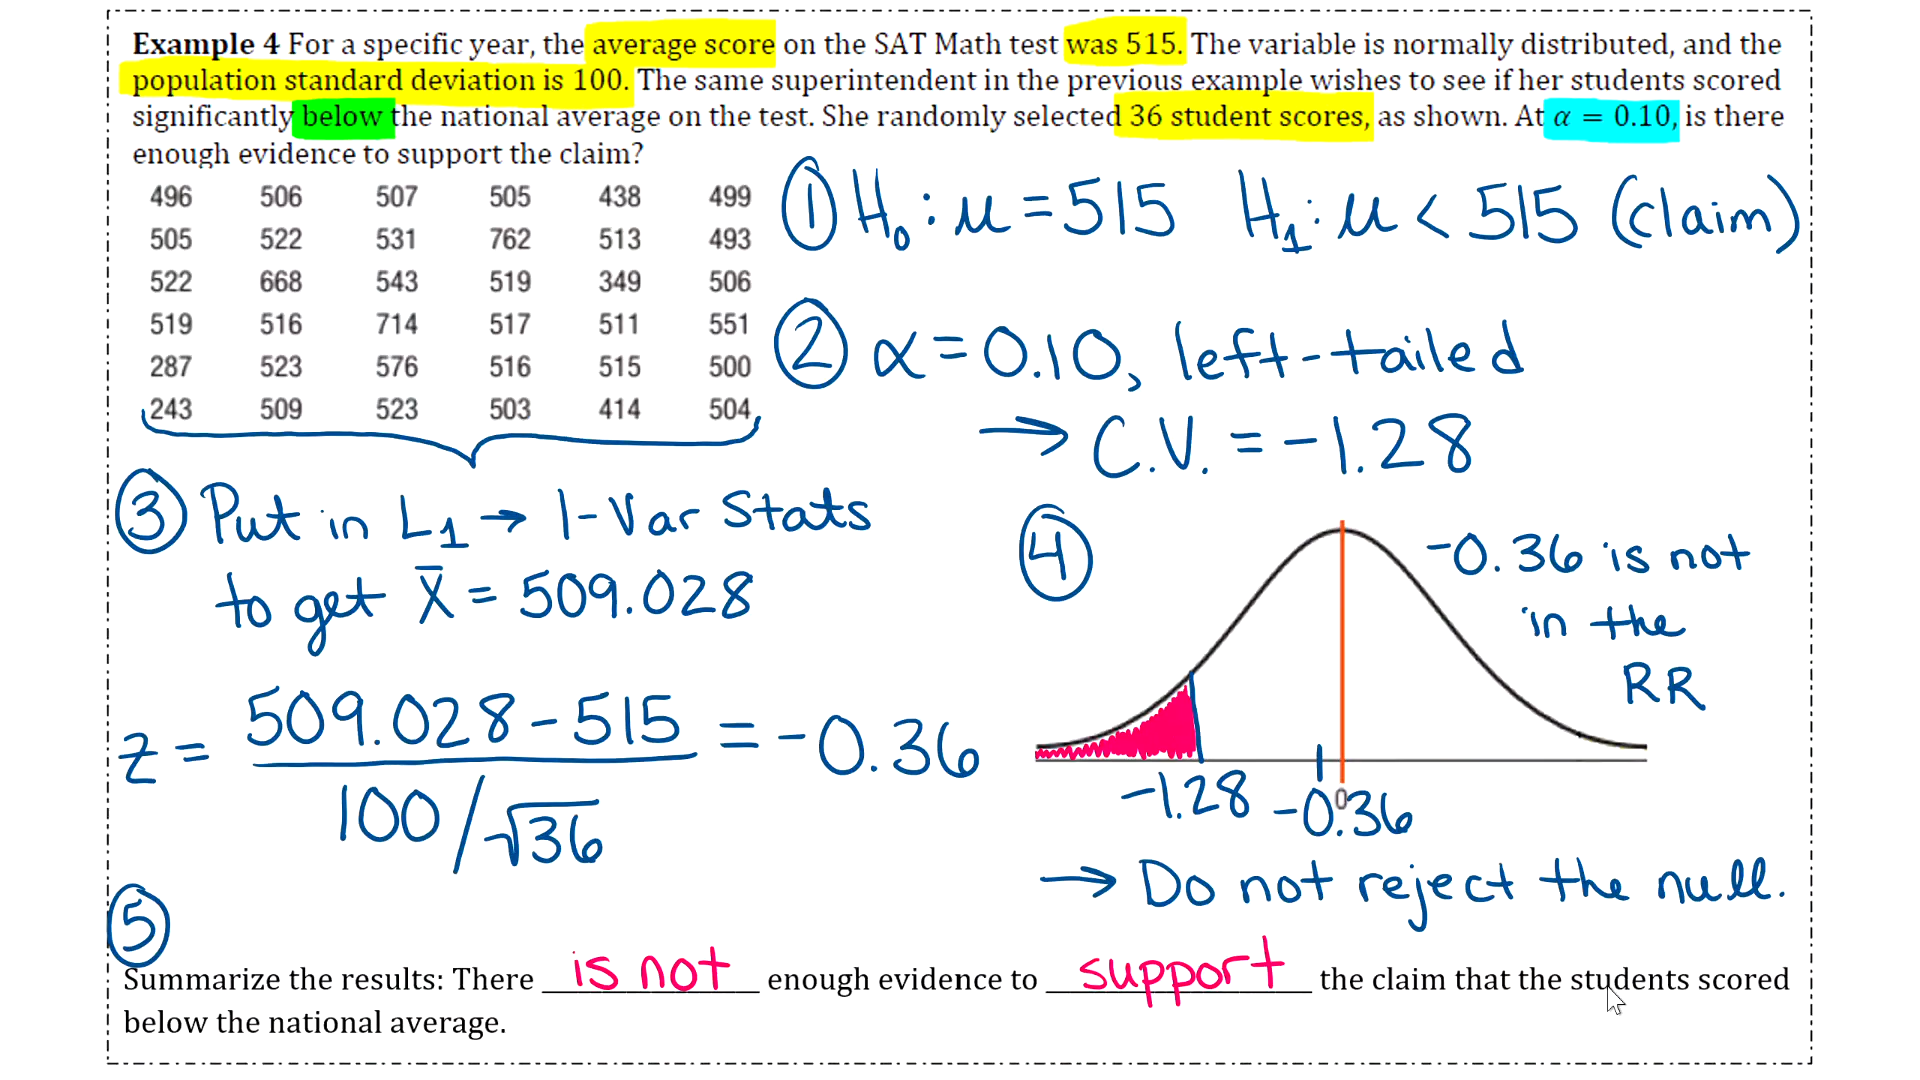 Example 4 For a specific year, the average score on the SAT Math test was 515. The variable is normally distributed, and the
population standard deviation is 100. The same superintendent in the previous example wishes to see if her students scored
significantly below the national average on the test. She randomly selected 36 student scores, as shown. At α = 0.10, is there
enough evidence to support the claim?
496 506 507 505 438 499
505 522 531 762 513 493
522 668 543 519 349 506
519 516 714 517 511 551
287 523 576 516 515 500
243 509 523 503 414 504
① H₀: μ = 515 H₁: μ < 515 (claim)
② α = 0.10, left-tailed
→ C.V. = -1.28
③ Put in L1 → 1-Var Stats
to get X̄ = 509.028
z = (509.028 - 515) / (100/√36) = -0.36
④
-0.36 is not
in the
RR
-1.28 -0.36
0
→ Do not reject the null.
⑤
Summarize the results: There is not enough evidence to support the claim that the students scored
below the national average.